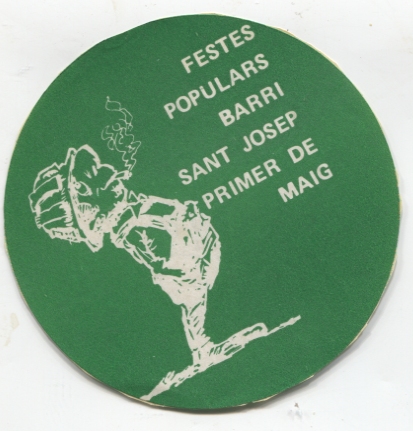 FESTES
POPULARS
BARRI
SANT JOSEP
PRIMER DE
MAIG